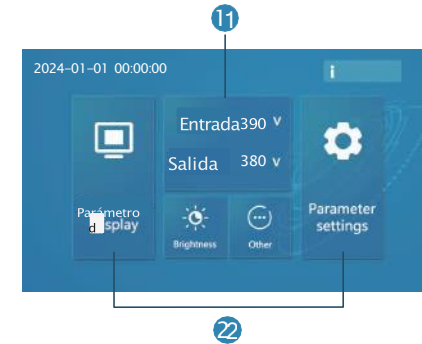 11
2024-01-01 00:00:00
i
Entrada390 V
Salida 380 v
Parámetro
d splay
Brightness
Other
Parameter
settings
22